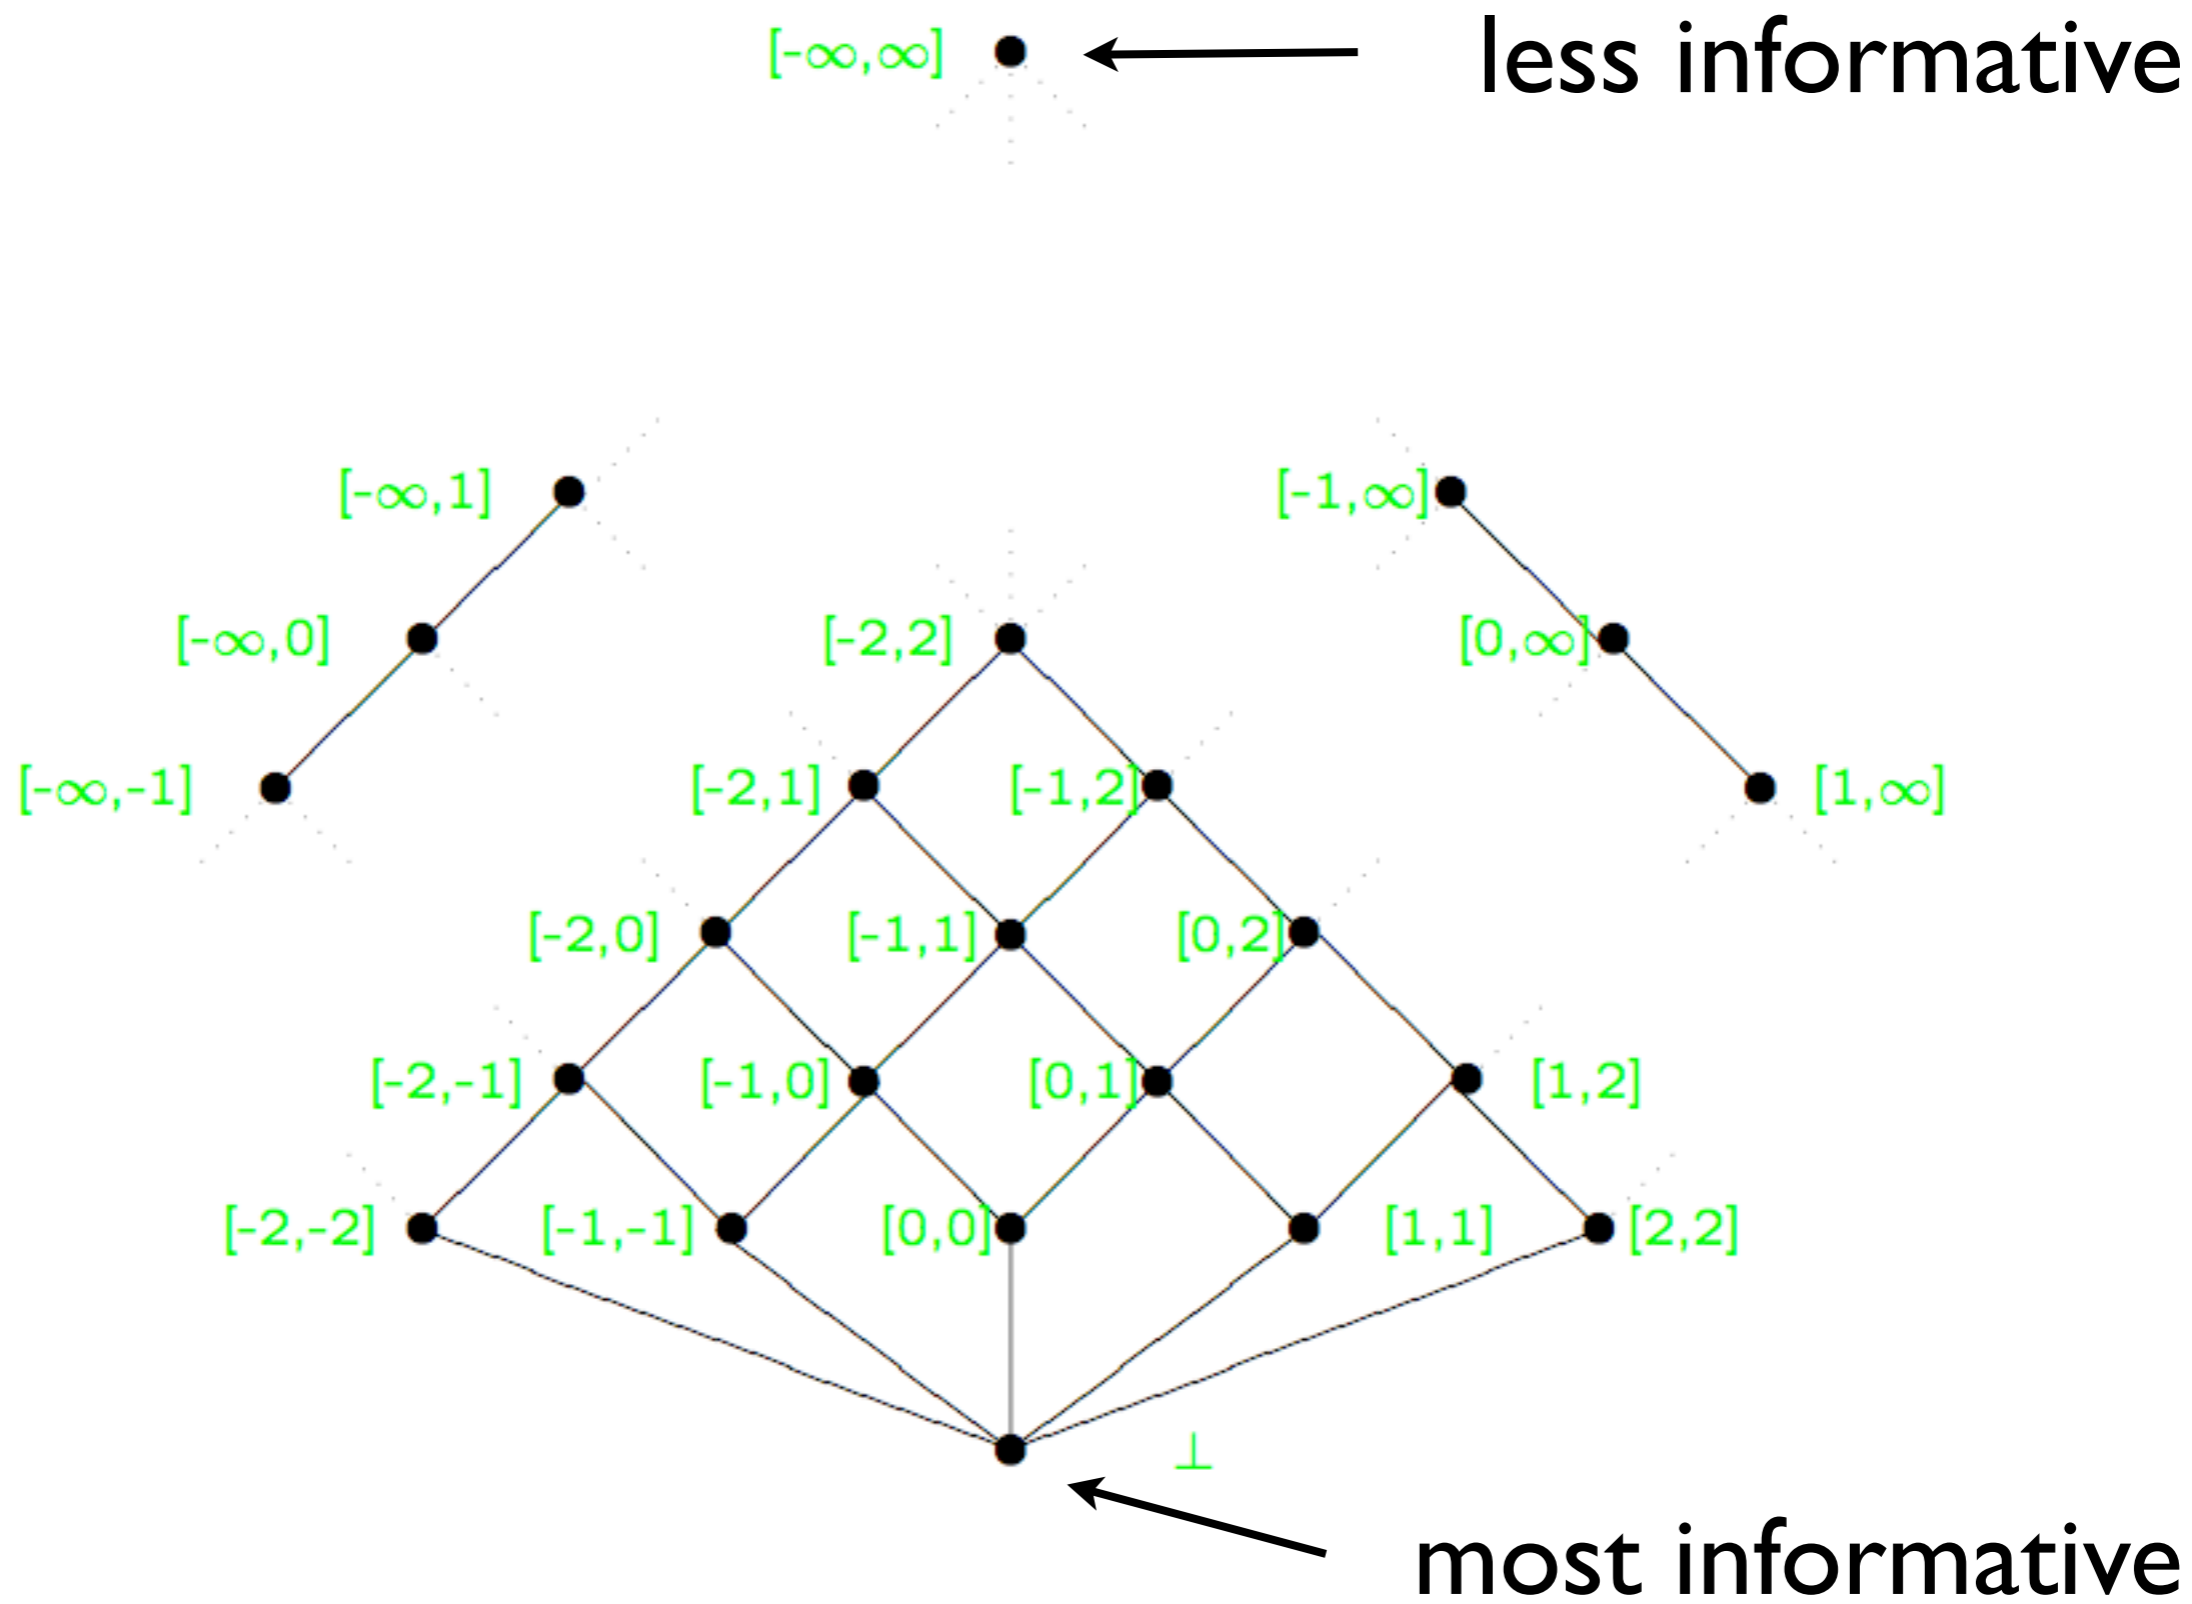 [-∞,∞] less informative
[-∞,1] [-1,∞]
[-∞,0] [-2,2] [0,∞]
[-∞,-1] [-2,1] [-1,2] [1,∞]
[-2,0] [-1,1] [0,2]
[-2,-1] [-1,0] [0,1] [1,2]
[-2,-2] [-1,-1] [0,0] [1,1] [2,2]
⊥
most informative